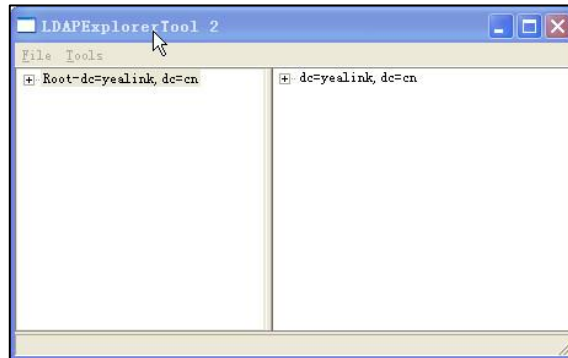 LDAPExplorerTool 2
File Tools
Root-dc=yealink, dc=cn
dc=yealink, dc=cn